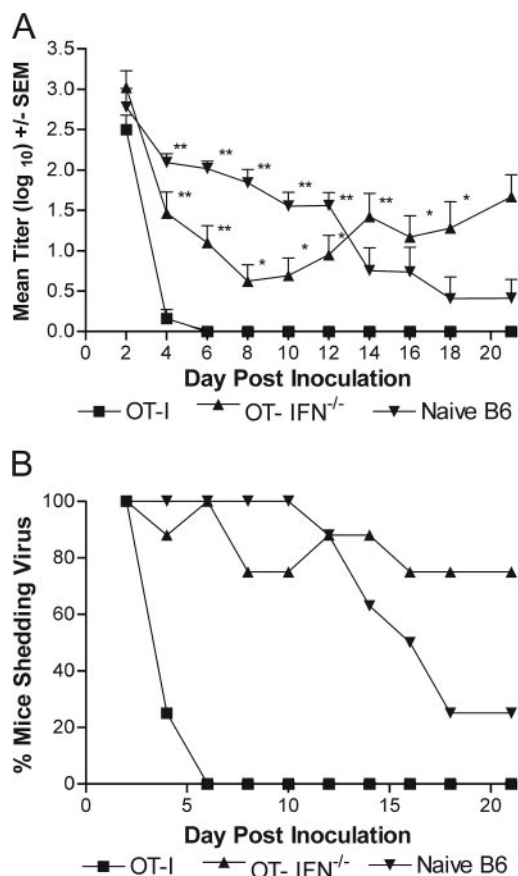 A
Mean Titer (log 10) +/- SEM
3.5
3.0
2.5
2.0
1.5
1.0
0.5
0.0
** ** ** ** ** **
** ** * * * * *
0 2 4 6 8 10 12 14 16 18 20
Day Post Inoculation
OT-I OT- IFN-/- Naive B6
B
% Mice Shedding Virus
100
80
60
40
20
0
0 5 10 15 20
Day Post Inoculation
OT-I OT- IFN-/- Naive B6